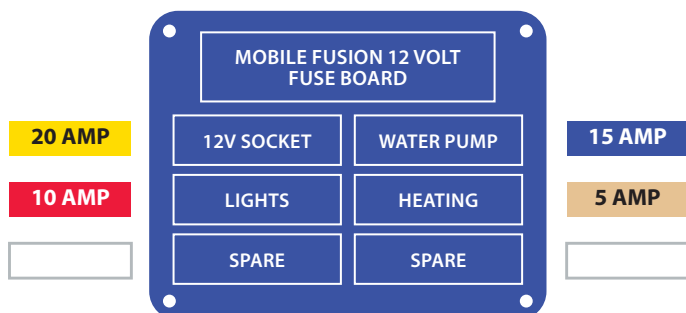 MOBILE FUSION 12 VOLT
FUSE BOARD
20 AMP
12V SOCKET
WATER PUMP
15 AMP
10 AMP
LIGHTS
HEATING
5 AMP
SPARE
SPARE